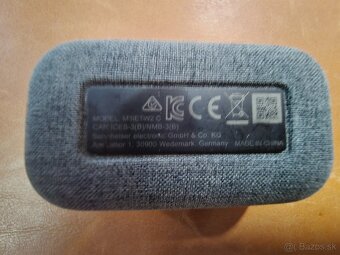 MODEL: M3IETW2 C
CAN ICES-3(B)/NMB-3(B)
Sennheiser electronic GmbH & Co. KG
Am Labor 1, 30900 Wedemark, Germany
MADE IN CHINA
bazos.sk